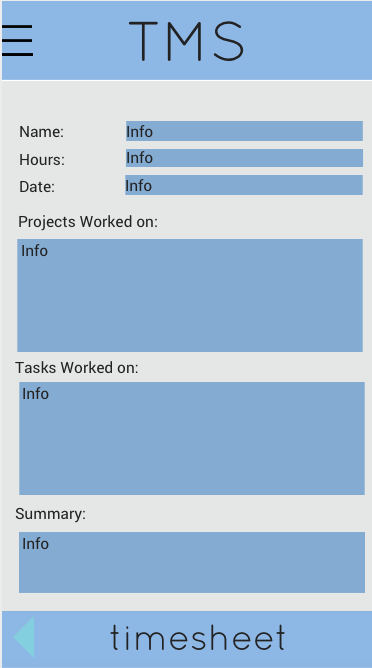 TMS
Name: Info
Hours: Info
Date: Info
Projects Worked on:
Info
Tasks Worked on:
Info
Summary:
Info
timesheet